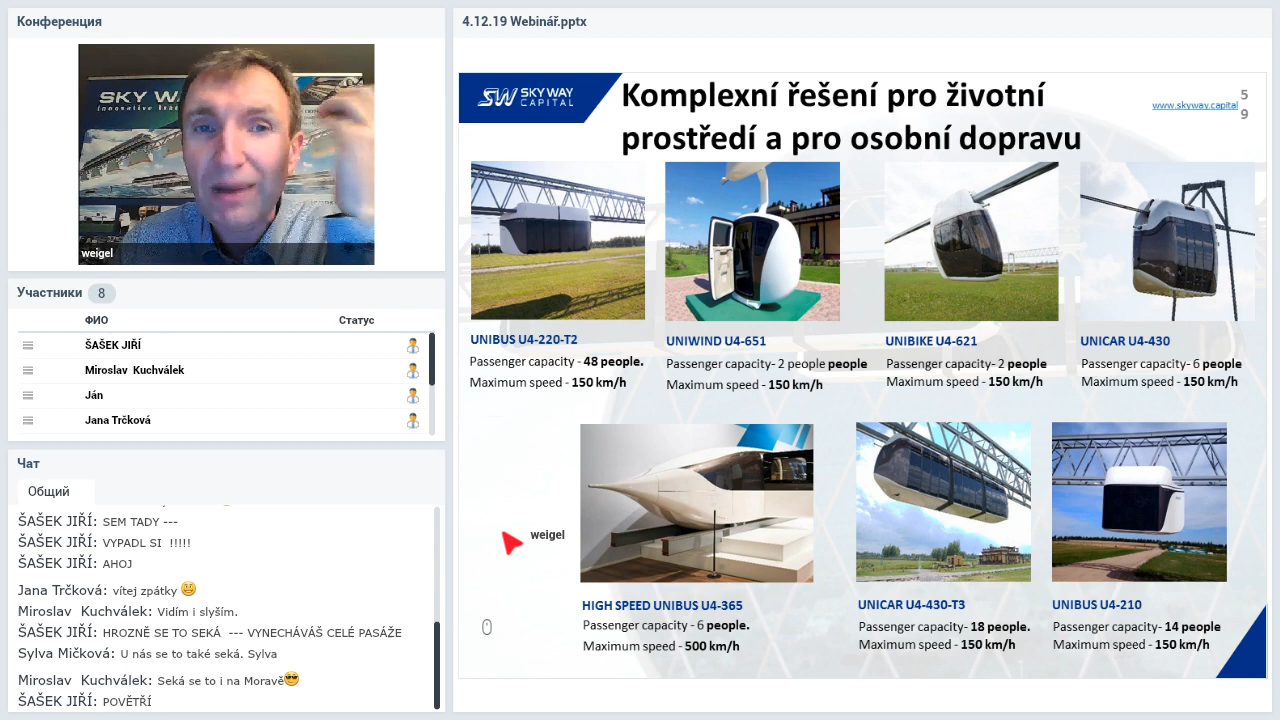 Конференция
SKY W
weigel
Участники 8
ФИО Статус
ŠAŠEK JIŘÍ
Miroslav Kuchválek
Ján
Jana Trčková
Чат
Общий
ŠAŠEK JIŘÍ: SEM TADY ---
ŠAŠEK JIŘÍ: VYPADL SI !!!!!
ŠAŠEK JIŘÍ: AHOJ
Jana Trčková: vítej zpátky
Miroslav Kuchválek: Vidím i slyším.
ŠAŠEK JIŘÍ: HROZNĚ SE TO SEKÁ --- VYNECHÁVÁŠ CELÉ PASÁŽE
Sylva Mičková: U nás se to také seká. Sylva
Miroslav Kuchválek: Seká se to i na Moravě
ŠAŠEK JIŘÍ: POVĚTŘÍ
4.12.19 Webinář.pptx
SW SKY WAY
CAPITAL
Komplexní řešení pro životní
prostředí a pro osobní dopravu
www.skyway.capital
5
9
UNIBUS U4-220-T2
Passenger capacity - 48 people.
Maximum speed - 150 km/h
UNIWIND U4-651
Passenger capacity- 2 people people
Maximum speed - 150 km/h
UNIBIKE U4-621
Passenger capacity- 2 people
Maximum speed - 150 km/h
UNICAR U4-430
Passenger capacity- 6 people
Maximum speed - 150 km/h
weigel
HIGH SPEED UNIBUS U4-365
Passenger capacity - 6 people.
Maximum speed - 500 km/h
UNICAR U4-430-T3
Passenger capacity- 18 people.
Maximum speed - 150 km/h
UNIBUS U4-210
Passenger capacity- 14 people
Maximum speed - 150 km/h